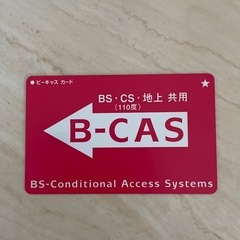 ● ビーキャス カード ★
BS・CS・地上 共用
(110度)
B-CAS
BS-Conditional Access Systems